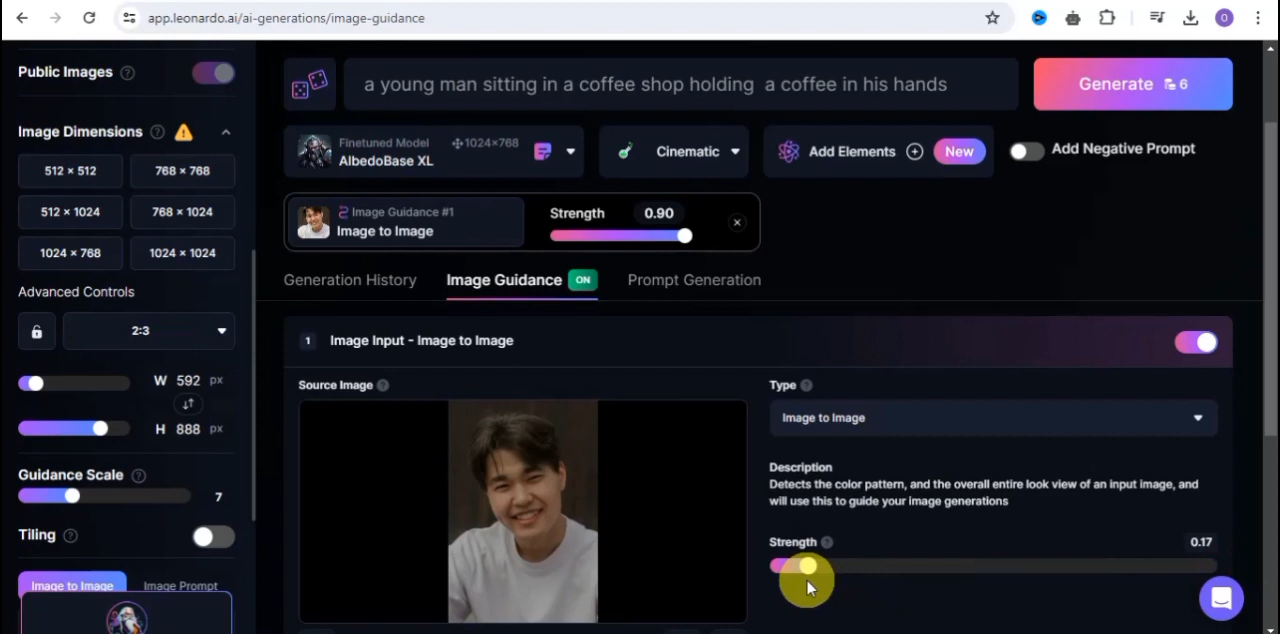 app.leonardo.ai/ai-generations/image-guidance
O
Public Images ?
a young man sitting in a coffee shop holding a coffee in his hands
Generate 6
Image Dimensions ?
Finetuned Model 1024×768
AlbedoBase XL
Cinematic
Add Elements
New
Add Negative Prompt
512 × 512
768 × 768
512 × 1024
768 × 1024
Image Guidance #1
Image to Image
Strength 0.90
1024 × 768
1024 × 1024
Generation History
Image Guidance ON
Prompt Generation
Advanced Controls
2:3
1 Image Input - Image to Image
W 592 px
H 888 px
Source Image ?
Type ?
Image to Image
Guidance Scale ?
7
Description
Detects the color pattern, and the overall entire look view of an input image, and
will use this to guide your image generations
Tiling ?
Strength ? 0.17
Image to Image
Image Prompt